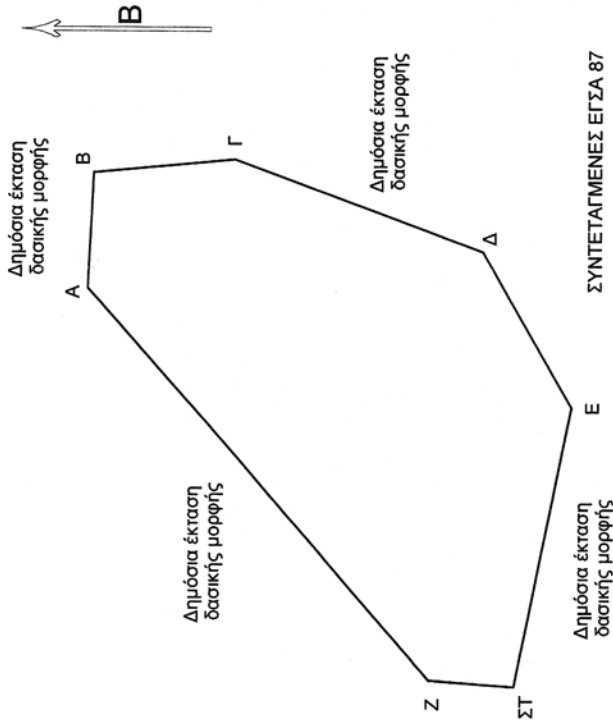 Β
Δημόσια έκταση
δασικής μορφής
Α
Β
Γ
Δημόσια έκταση
δασικής μορφής
Δημόσια έκταση
δασικής μορφής
Δ
Ε
Ζ
ΣΤ
Δημόσια έκταση
δασικής μορφής
ΣΥΝΤΕΤΑΓΜΕΝΕΣ ΕΓΣΑ 87